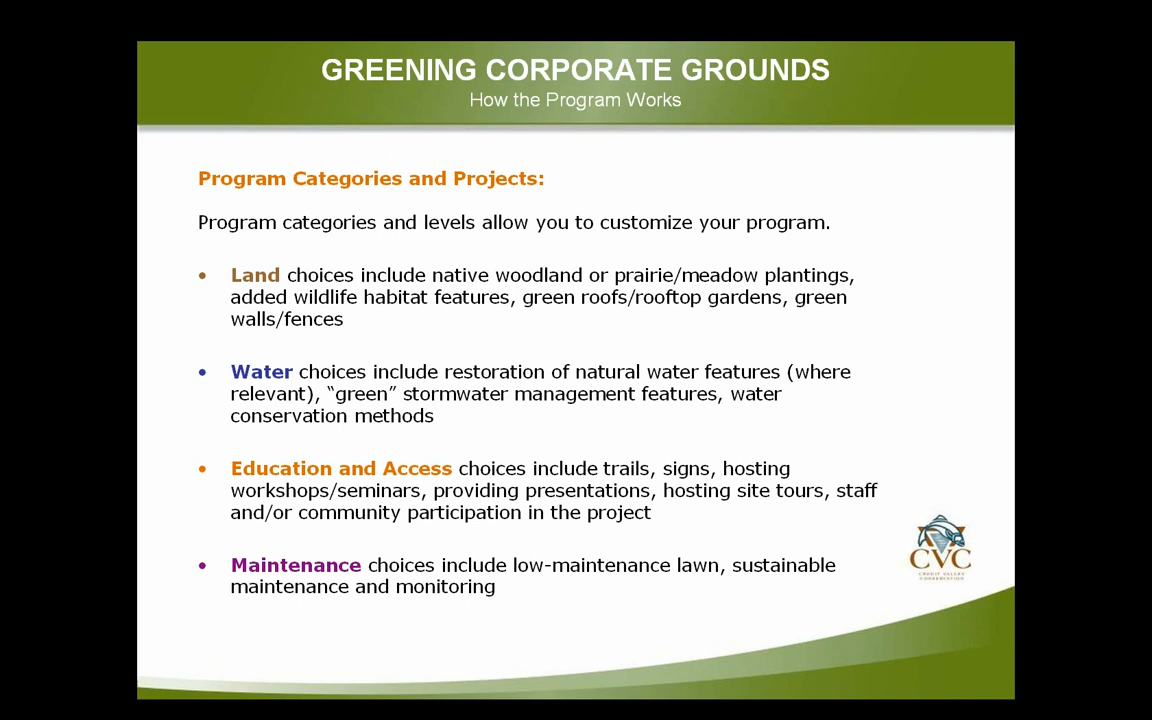 GREENING CORPORATE GROUNDS
How the Program Works
Program Categories and Projects:
Program categories and levels allow you to customize your program.
• Land choices include native woodland or prairie/meadow plantings,
added wildlife habitat features, green roofs/rooftop gardens, green
walls/fences
• Water choices include restoration of natural water features (where
relevant), “green” stormwater management features, water
conservation methods
• Education and Access choices include trails, signs, hosting
workshops/seminars, providing presentations, hosting site tours, staff
and/or community participation in the project
• Maintenance choices include low-maintenance lawn, sustainable
maintenance and monitoring
CVC
CREDIT VALLEY
CONSERVATION